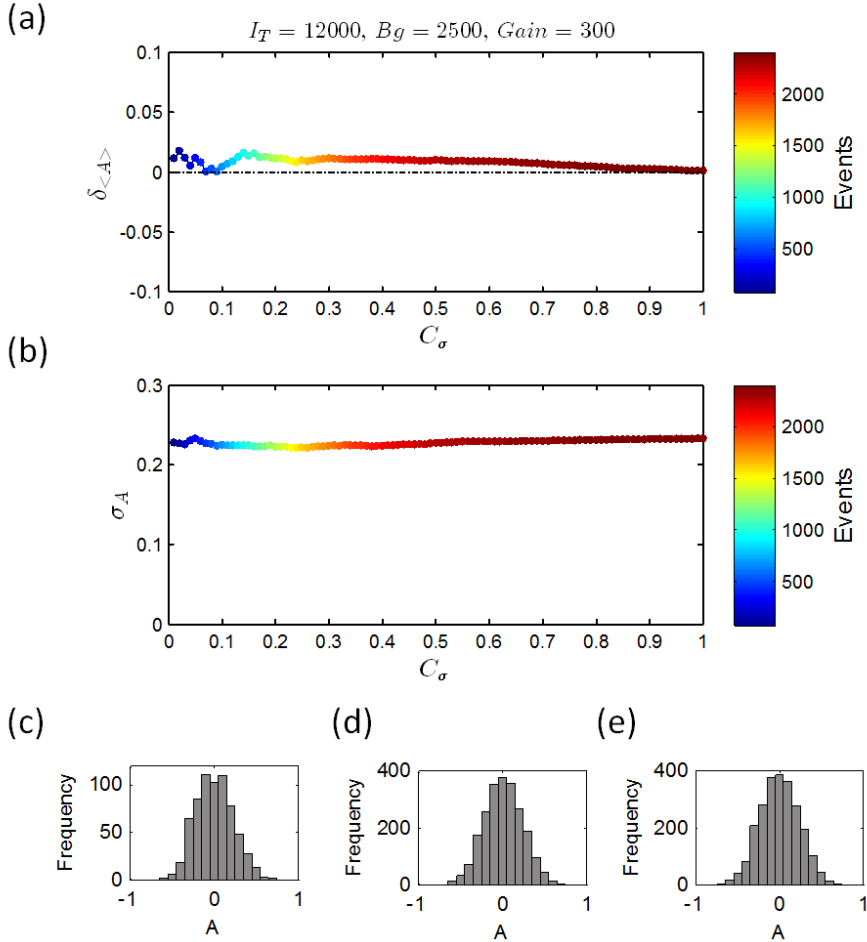 (a)
I_T = 12000, Bg = 2500, Gain = 300
0.1
0.05
0
-0.05
-0.1
δ_<A>
0 0.1 0.2 0.3 0.4 0.5 0.6 0.7 0.8 0.9 1
C_σ
2000
1500
1000
500
Events
(b)
0.3
0.2
0.1
0
σ_A
0 0.1 0.2 0.3 0.4 0.5 0.6 0.7 0.8 0.9 1
C_σ
2000
1500
1000
500
Events
(c)
100
50
0
Frequency
-1 0 1
A
(d)
400
200
0
Frequency
-1 0 1
A
(e)
400
200
0
Frequency
-1 0 1
A